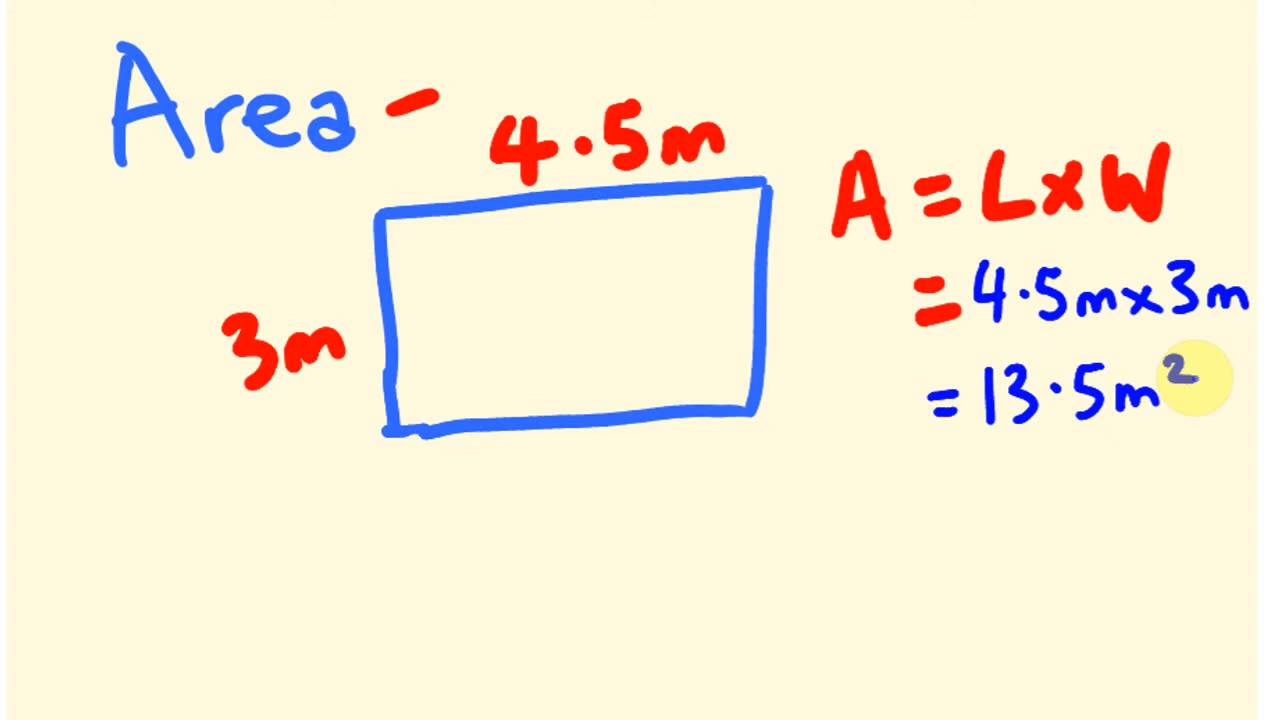 Area -
4.5m
3m
A = L x W
= 4.5m x 3m
= 13.5m²